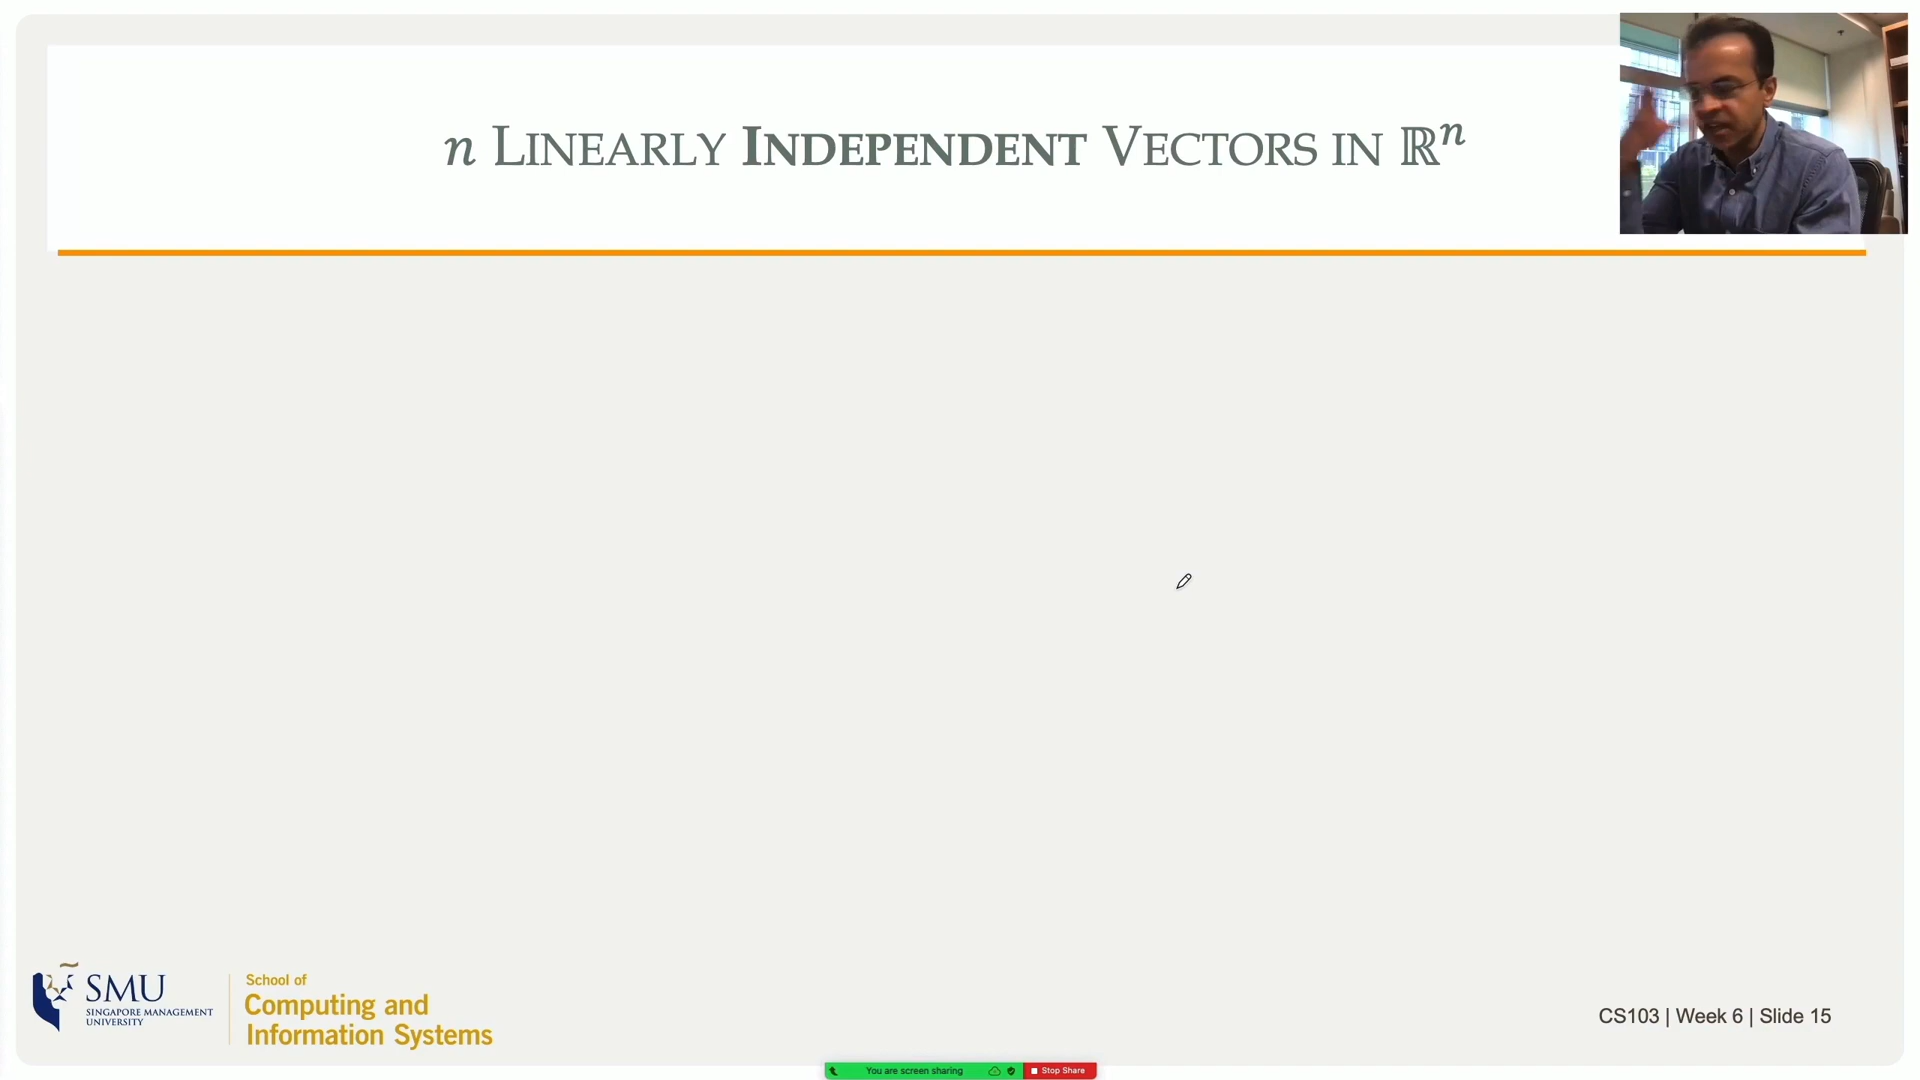 n LINEARLY INDEPENDENT VECTORS IN ℝⁿ
SMU
SINGAPORE MANAGEMENT
UNIVERSITY
School of
Computing and
Information Systems
CS103 | Week 6 | Slide 15
You are screen sharing
Stop Share